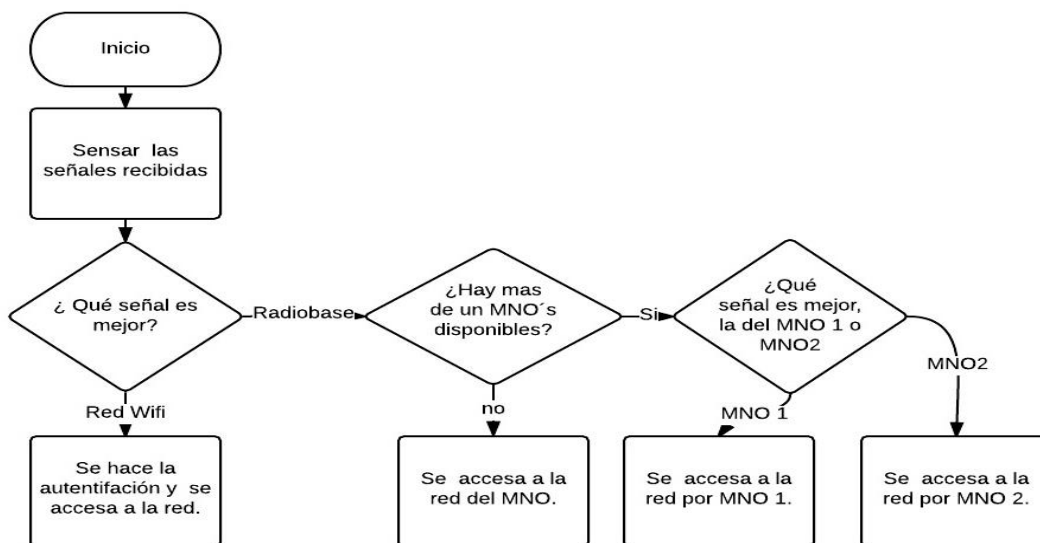 Inicio
Sensar las
señales recibidas
¿ Qué señal es
mejor?
Radiobase
¿Hay mas
de un MNO´s
disponibles?
Si
¿Qué
señal es mejor,
la del MNO 1 o
MNO2
MNO2
Red Wifi
no
MNO 1
Se hace la
autentifación y se
accesa a la red.
Se accesa a la
red del MNO.
Se accesa a la
red por MNO 1.
Se accesa a la
red por MNO 2.